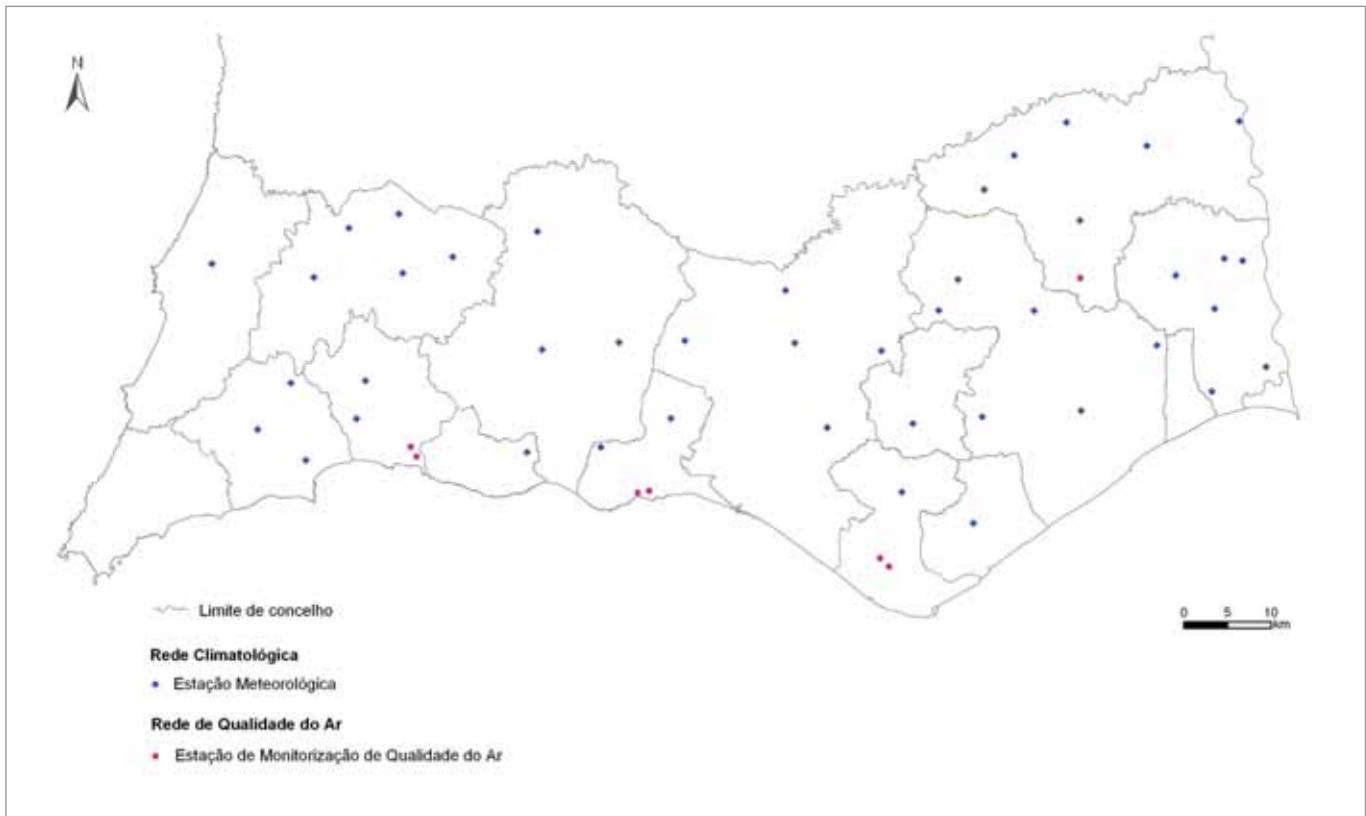 N
Limite de concelho
0 5 10
km
Rede Climatológica
Estação Meteorológica
Rede de Qualidade do Ar
Estação de Monitorização de Qualidade do Ar